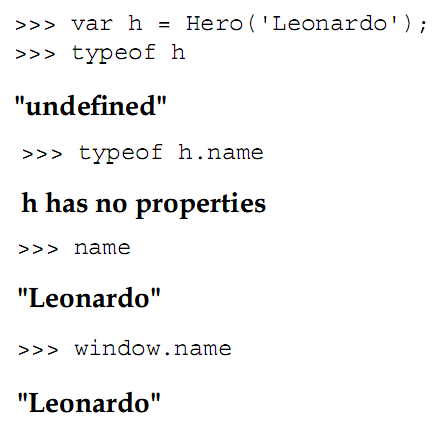 >>> var h = Hero('Leonardo');
>>> typeof h
"undefined"
>>> typeof h.name
h has no properties
>>> name
"Leonardo"
>>> window.name
"Leonardo"